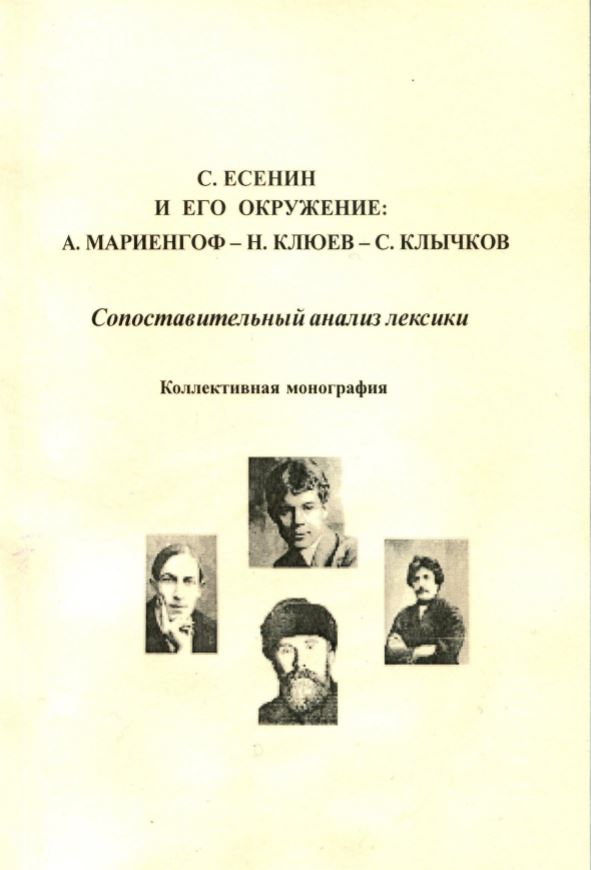 С. ЕСЕНИН
И ЕГО ОКРУЖЕНИЕ:
А. МАРИЕНГОФ – Н. КЛЮЕВ – С. КЛЫЧКОВ
Сопоставительный анализ лексики
Коллективная монография